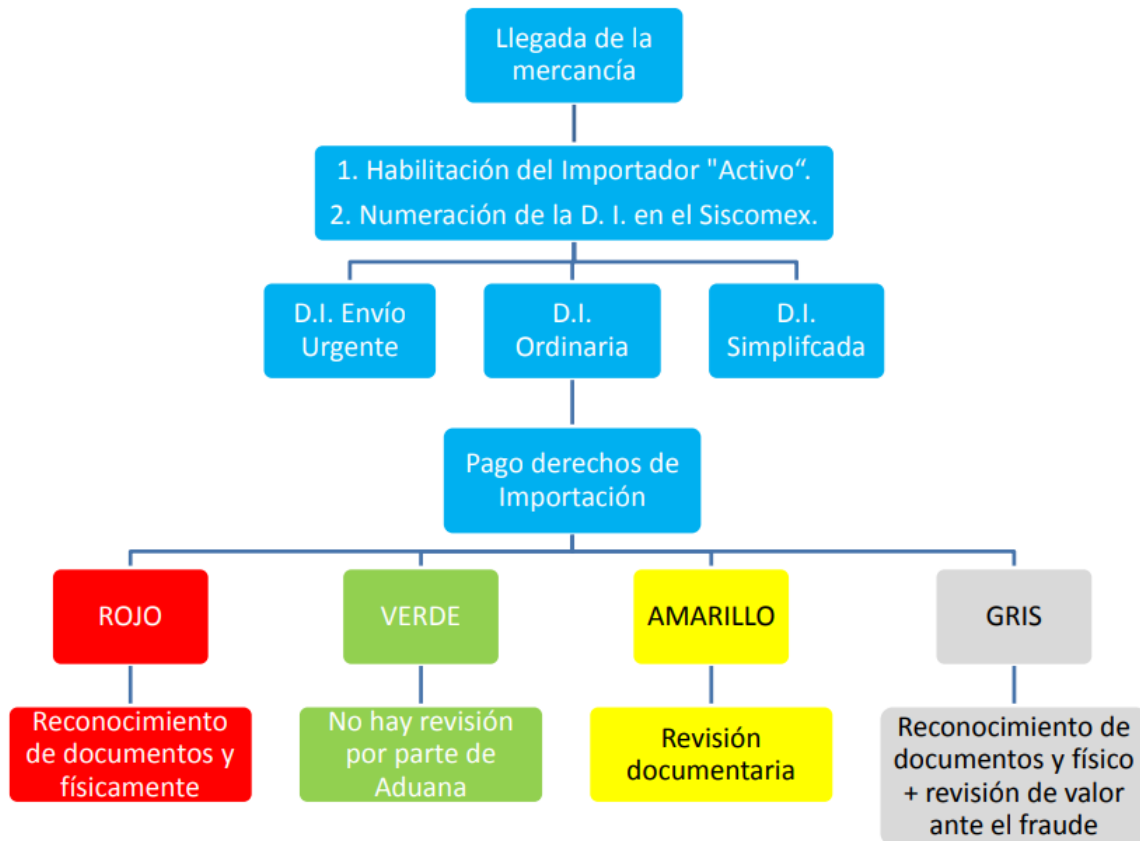 Llegada de la
mercancía
1. Habilitación del Importador "Activo“.
2. Numeración de la D. I. en el Siscomex.
D.I. Envío
Urgente
D.I.
Ordinaria
D.I.
Simplifcada
Pago derechos de
Importación
ROJO
VERDE
AMARILLO
GRIS
Reconocimiento
de documentos y
físicamente
No hay revisión
por parte de
Aduana
Revisión
documentaria
Reconocimiento de
documentos y físico
+ revisión de valor
ante el fraude